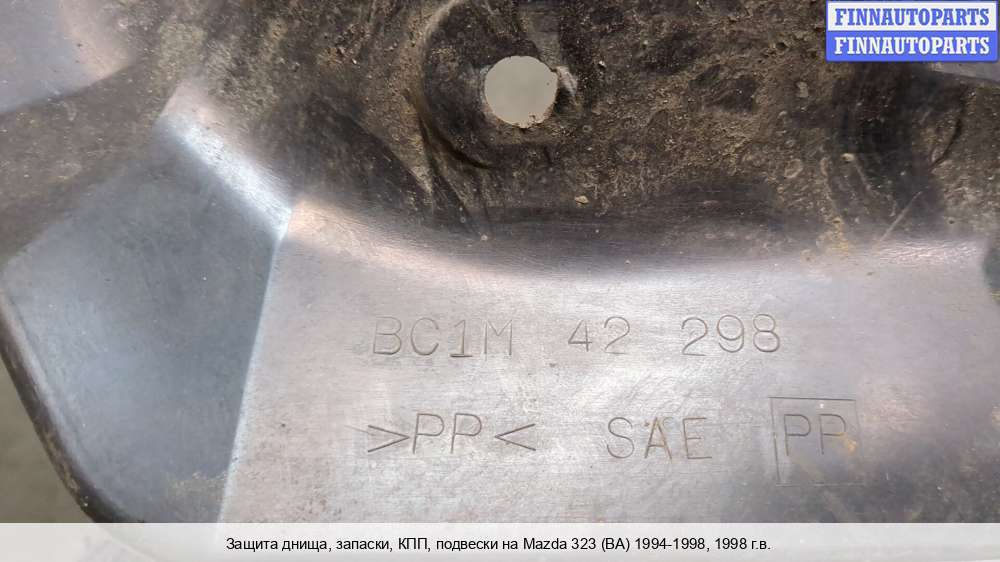 FINNAUTOPARTS
FINNAUTOPARTS
BC1M 42 298
>PP< SAE PP
Защита днища, запаски, КПП, подвески на Mazda 323 (BA) 1994-1998, 1998 г.в.